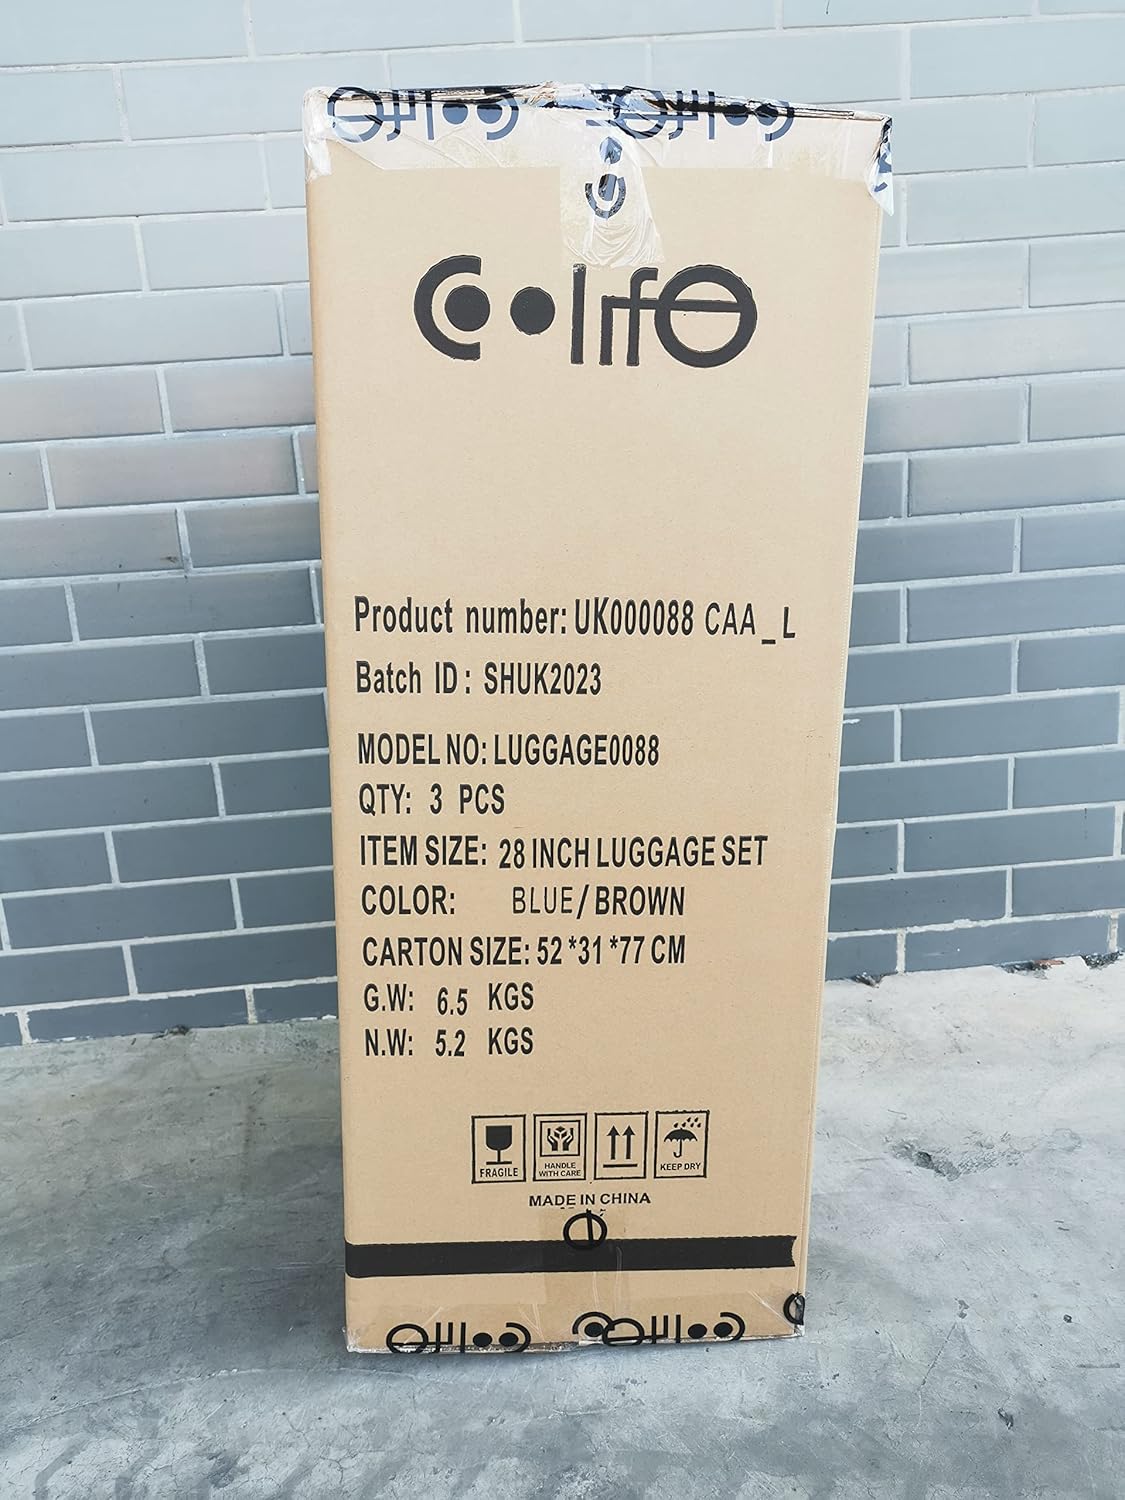 Coolife
Product number: UK000088 CAA_L
Batch ID: SHUK2023
MODEL NO: LUGGAGE0088
QTY: 3 PCS
ITEM SIZE: 28 INCH LUGGAGE SET
COLOR: BLUE/BROWN
CARTON SIZE: 52*31*77 CM
G.W: 6.5 KGS
N.W: 5.2 KGS
FRAGILE
HANDLE WITH CARE
KEEP DRY
MADE IN CHINA